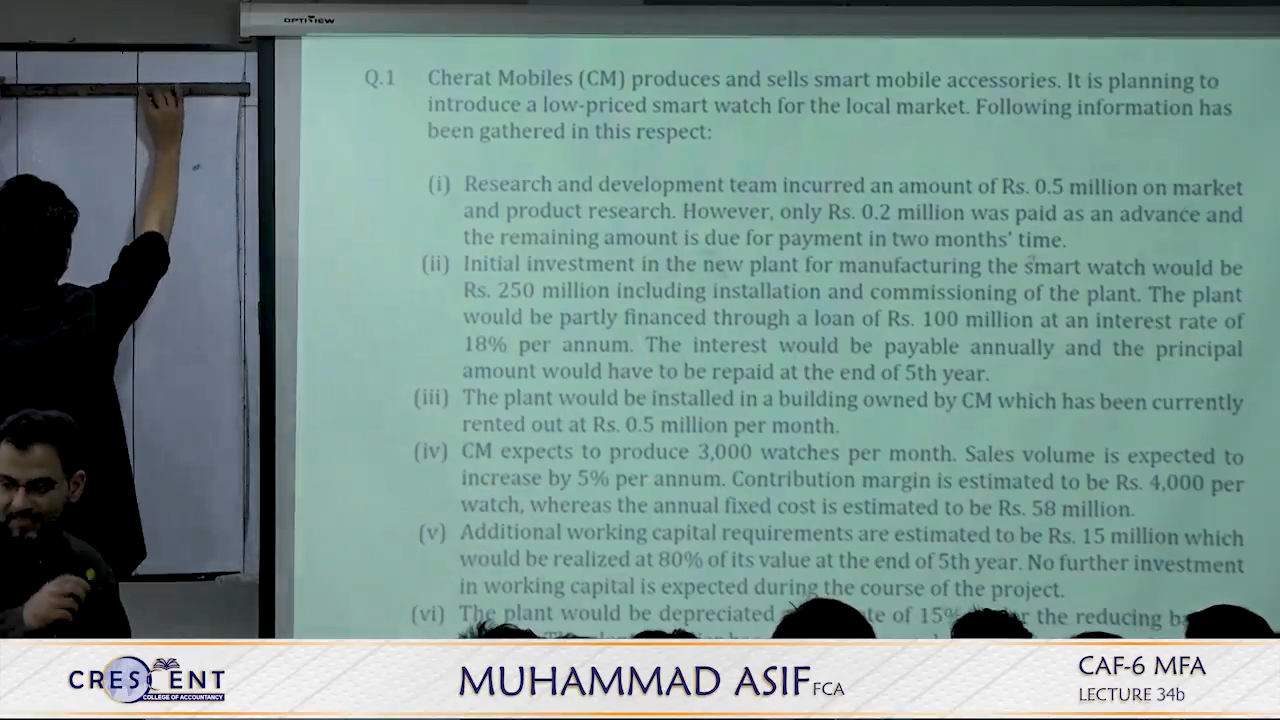 OPTIVIEW
Q.1 Cherat Mobiles (CM) produces and sells smart mobile accessories. It is planning to
introduce a low-priced smart watch for the local market. Following information has
been gathered in this respect:
(i) Research and development team incurred an amount of Rs. 0.5 million on market
and product research. However, only Rs. 0.2 million was paid as an advance and
the remaining amount is due for payment in two months' time.
(ii) Initial investment in the new plant for manufacturing the smart watch would be
Rs. 250 million including installation and commissioning of the plant. The plant
would be partly financed through a loan of Rs. 100 million at an interest rate of
18% per annum. The interest would be payable annually and the principal
amount would have to be repaid at the end of 5th year.
(iii) The plant would be installed in a building owned by CM which has been currently
rented out at Rs. 0.5 million per month.
(iv) CM expects to produce 3,000 watches per month. Sales volume is expected to
increase by 5% per annum. Contribution margin is estimated to be Rs. 4,000 per
watch, whereas the annual fixed cost is estimated to be Rs. 58 million.
(v) Additional working capital requirements are estimated to be Rs. 15 million which
would be realized at 80% of its value at the end of 5th year. No further investment
in working capital is expected during the course of the project.
(vi) The plant would be depreciated of 15% the reducing
CRESCENT
COLLEGE OF ACCOUNTANCY
MUHAMMAD ASIF FCA
CAF-6 MFA
LECTURE 34b